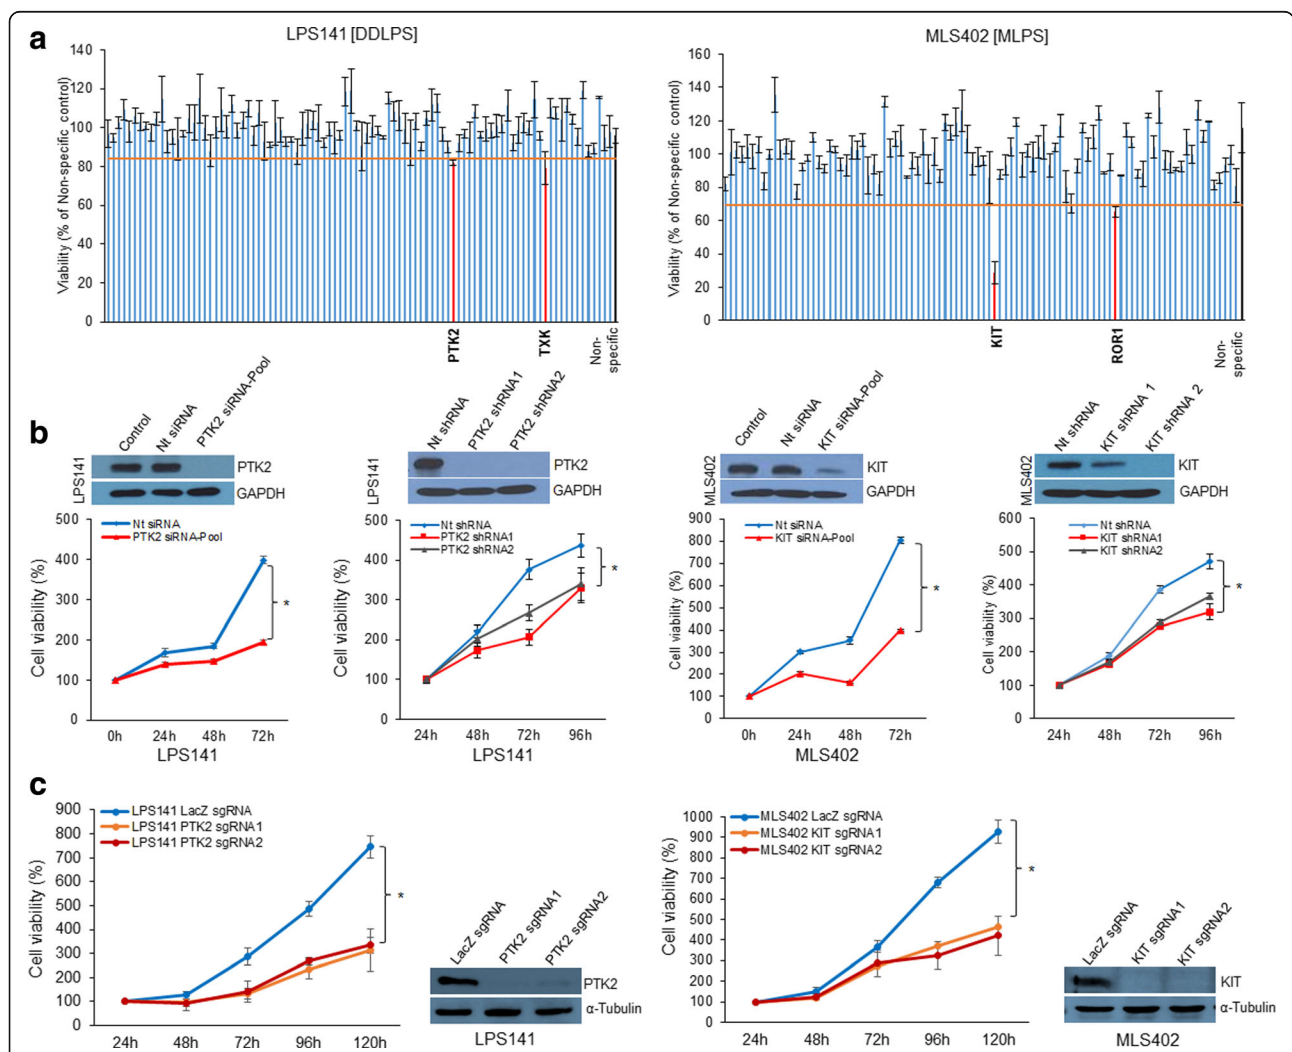 a
LPS141 [DDLPS]
Viability (% of Non-specific control)
140
120
100
80
60
40
20
0
PTK2
TXK
Non-specific
MLS402 [MLPS]
Viability (% of Non-specific control)
160
140
120
100
80
60
40
20
0
KIT
ROR1
Non-specific
b
Control
Nt siRNA
PTK2 siRNA-Pool
LPS141
PTK2
GAPDH
Cell viability (%)
500
400
300
200
100
0
Nt siRNA
PTK2 siRNA-Pool
*
0h 24h 48h 72h
LPS141
Nt shRNA
PTK2 shRNA1
PTK2 shRNA2
LPS141
PTK2
GAPDH
Cell viability (%)
500
400
300
200
100
0
Nt shRNA
PTK2 shRNA1
PTK2 shRNA2
*
24h 48h 72h 96h
LPS141
Control
Nt siRNA
KIT siRNA-Pool
MLS402
KIT
GAPDH
Cell viability (%)
900
800
700
600
500
400
300
200
100
0
Nt siRNA
KIT siRNA-Pool
*
0h 24h 48h 72h
MLS402
Nt shRNA
KIT shRNA 1
KIT shRNA 2
MLS402
KIT
GAPDH
Cell viability (%)
600
500
400
300
200
100
0
Nt shRNA
KIT shRNA1
KIT shRNA2
*
24h 48h 72h 96h
c
Cell viability (%)
900
800
700
600
500
400
300
200
100
0
LPS141 LacZ sgRNA
LPS141 PTK2 sgRNA1
LPS141 PTK2 sgRNA2
*
24h 48h 72h 96h 120h
LacZ sgRNA
PTK2 sgRNA1
PTK2 sgRNA2
PTK2
α-Tubulin
LPS141
Cell viability (%)
1000
900
800
700
600
500
400
300
200
100
0
MLS402 LacZ sgRNA
MLS402 KIT sgRNA1
MLS402 KIT sgRNA2
*
24h 48h 72h 96h 120h
LacZ sgRNA
KIT sgRNA1
KIT sgRNA2
KIT
α-Tubulin
MLS402